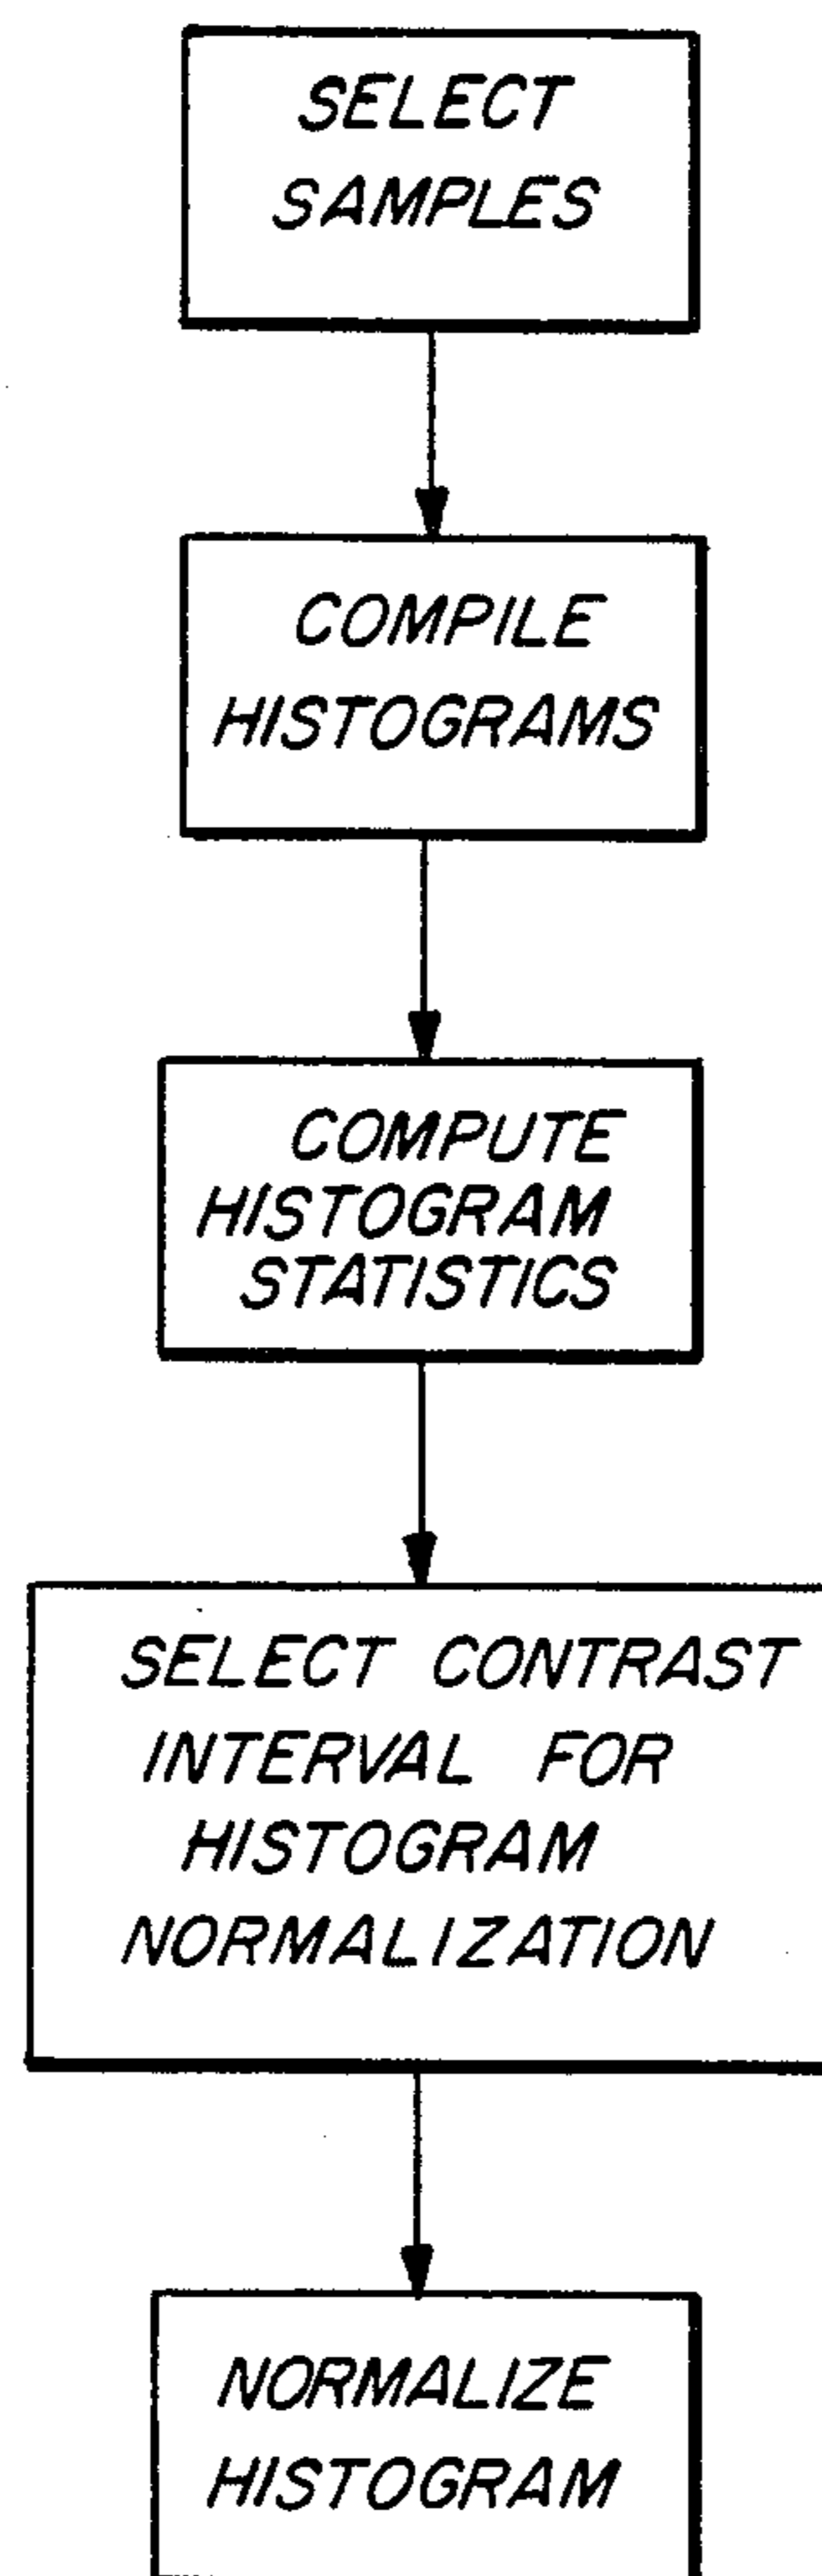 SELECT
SAMPLES
COMPILE
HISTOGRAMS
COMPUTE
HISTOGRAM
STATISTICS
SELECT CONTRAST
INTERVAL FOR
HISTOGRAM
NORMALIZATION
NORMALIZE
HISTOGRAM